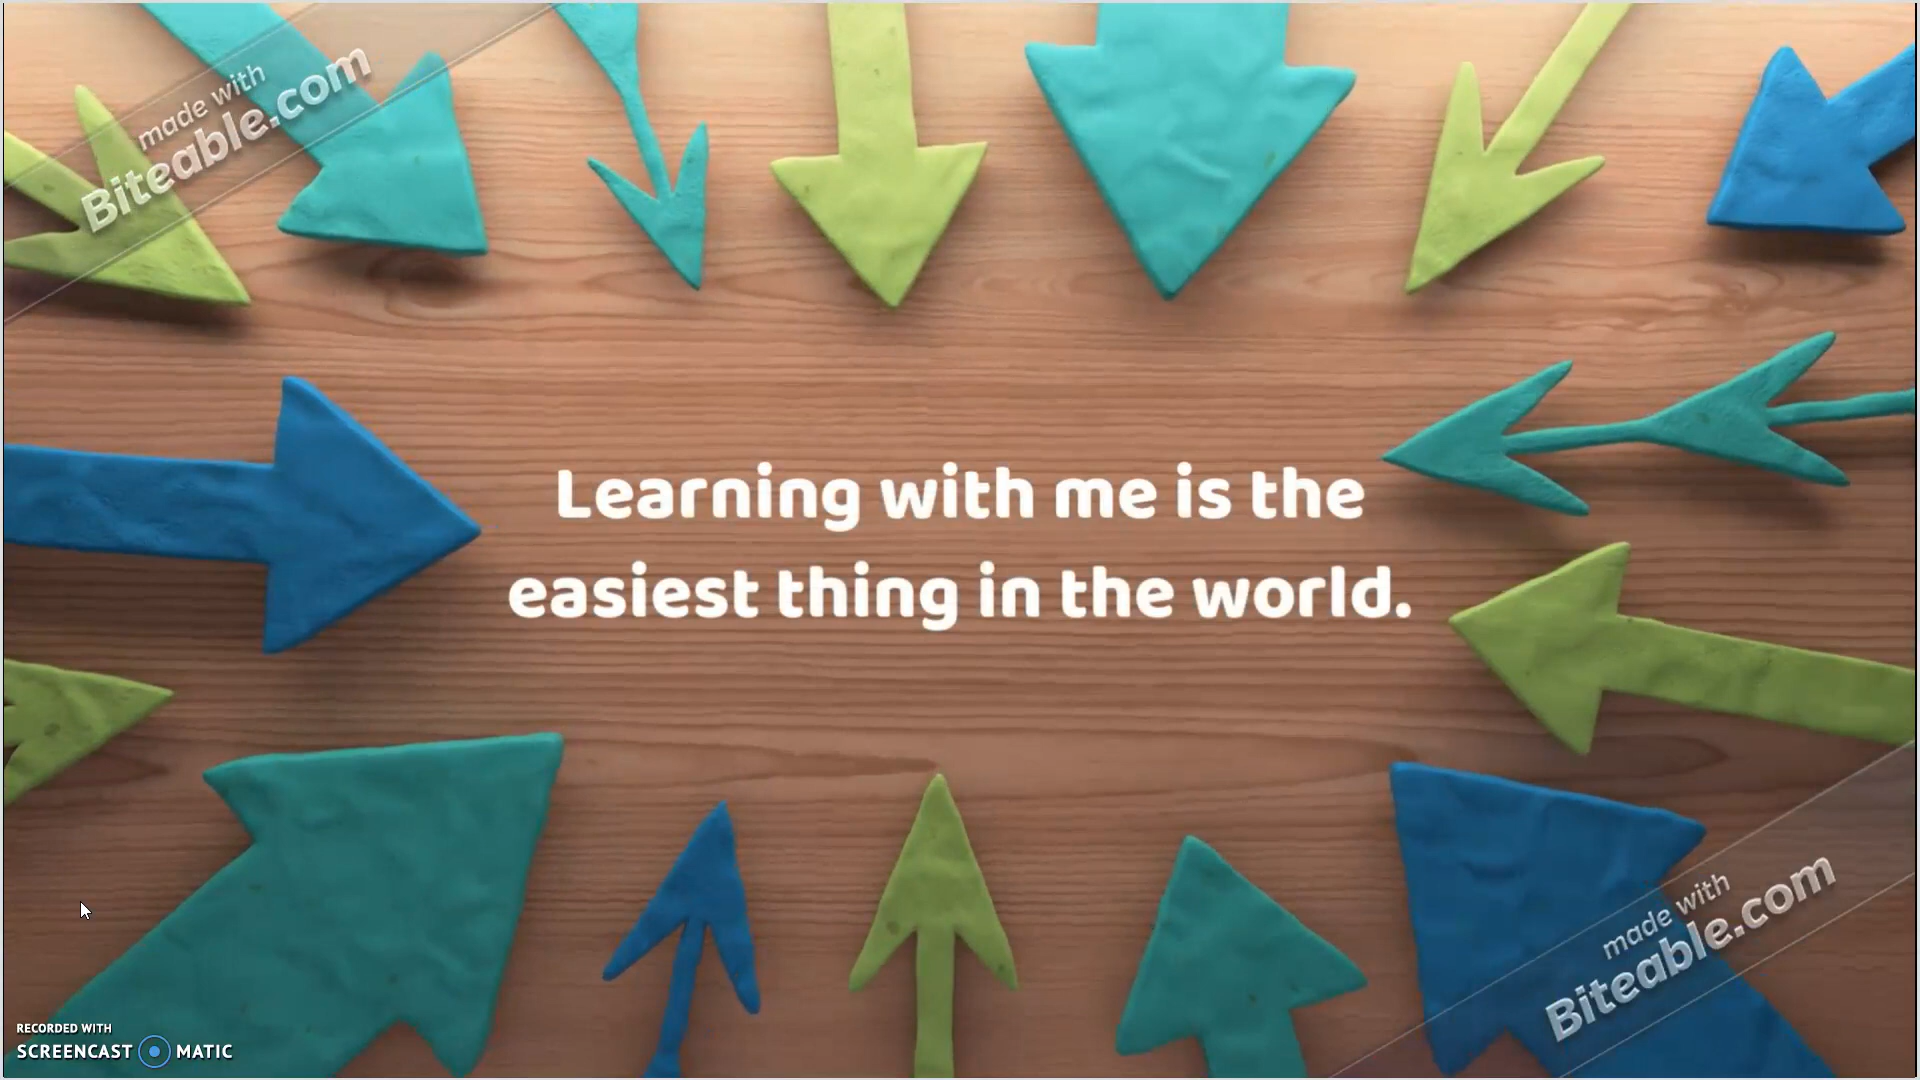 made with
Biteable.com
Learning with me is the
easiest thing in the world.
made with
Biteable.com
RECORDED WITH
SCREENCAST MATIC